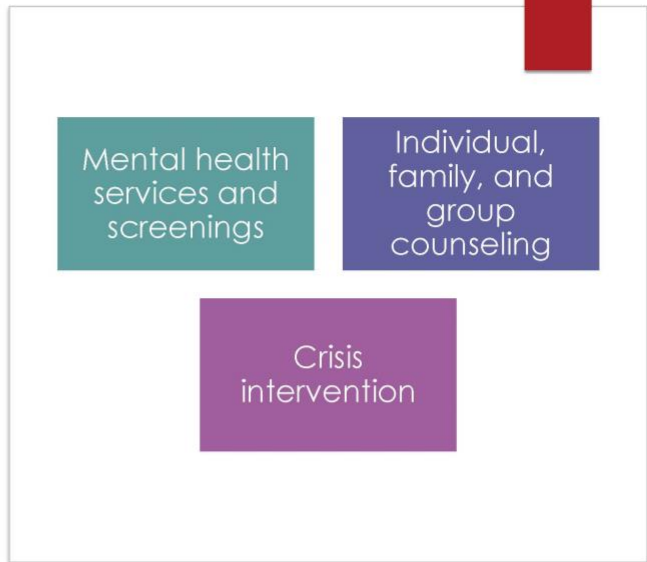 Mental health
services and
screenings
Individual,
family, and
group
counseling
Crisis
intervention